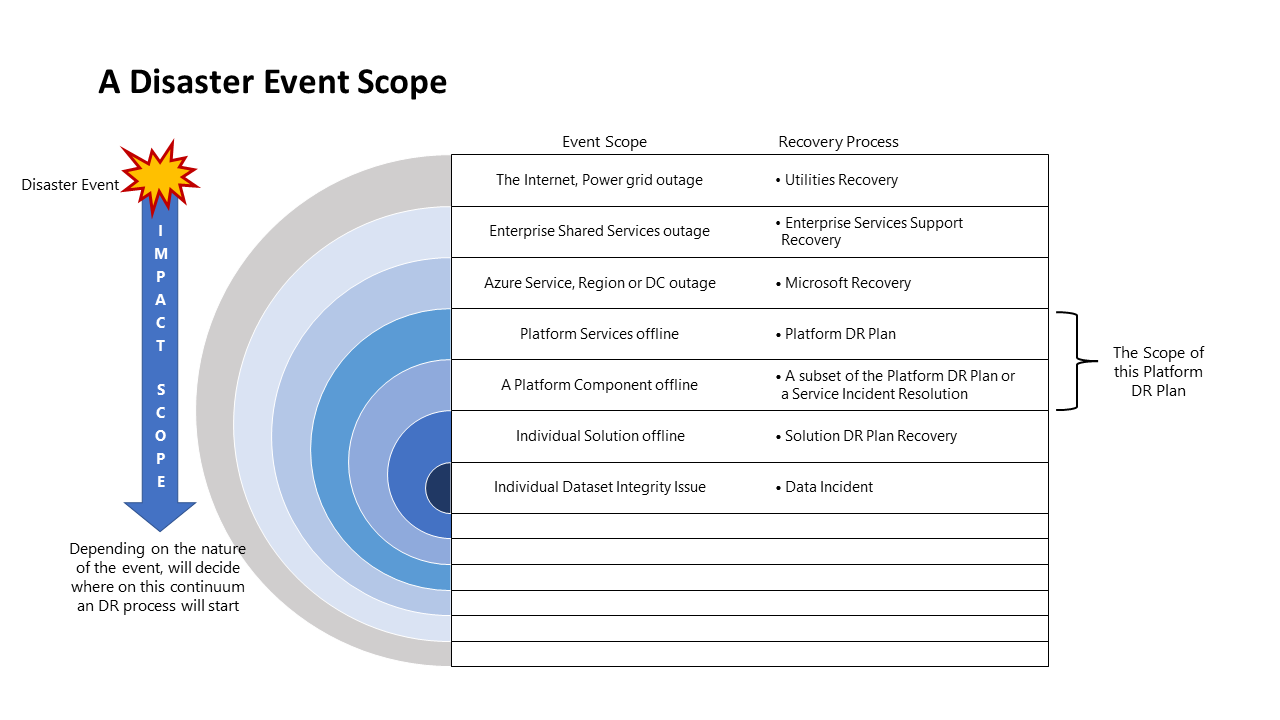 A Disaster Event Scope
Event Scope
Recovery Process
Disaster Event
I
M
P
A
C
T
S
C
O
P
E
The Internet, Power grid outage
• Utilities Recovery
Enterprise Shared Services outage
• Enterprise Services Support
Recovery
Azure Service, Region or DC outage
• Microsoft Recovery
Platform Services offline
• Platform DR Plan
A Platform Component offline
• A subset of the Platform DR Plan or
a Service Incident Resolution
Individual Solution offline
• Solution DR Plan Recovery
Individual Dataset Integrity Issue
• Data Incident
The Scope of
this Platform
DR Plan
Depending on the nature
of the event, will decide
where on this continuum
an DR process will start